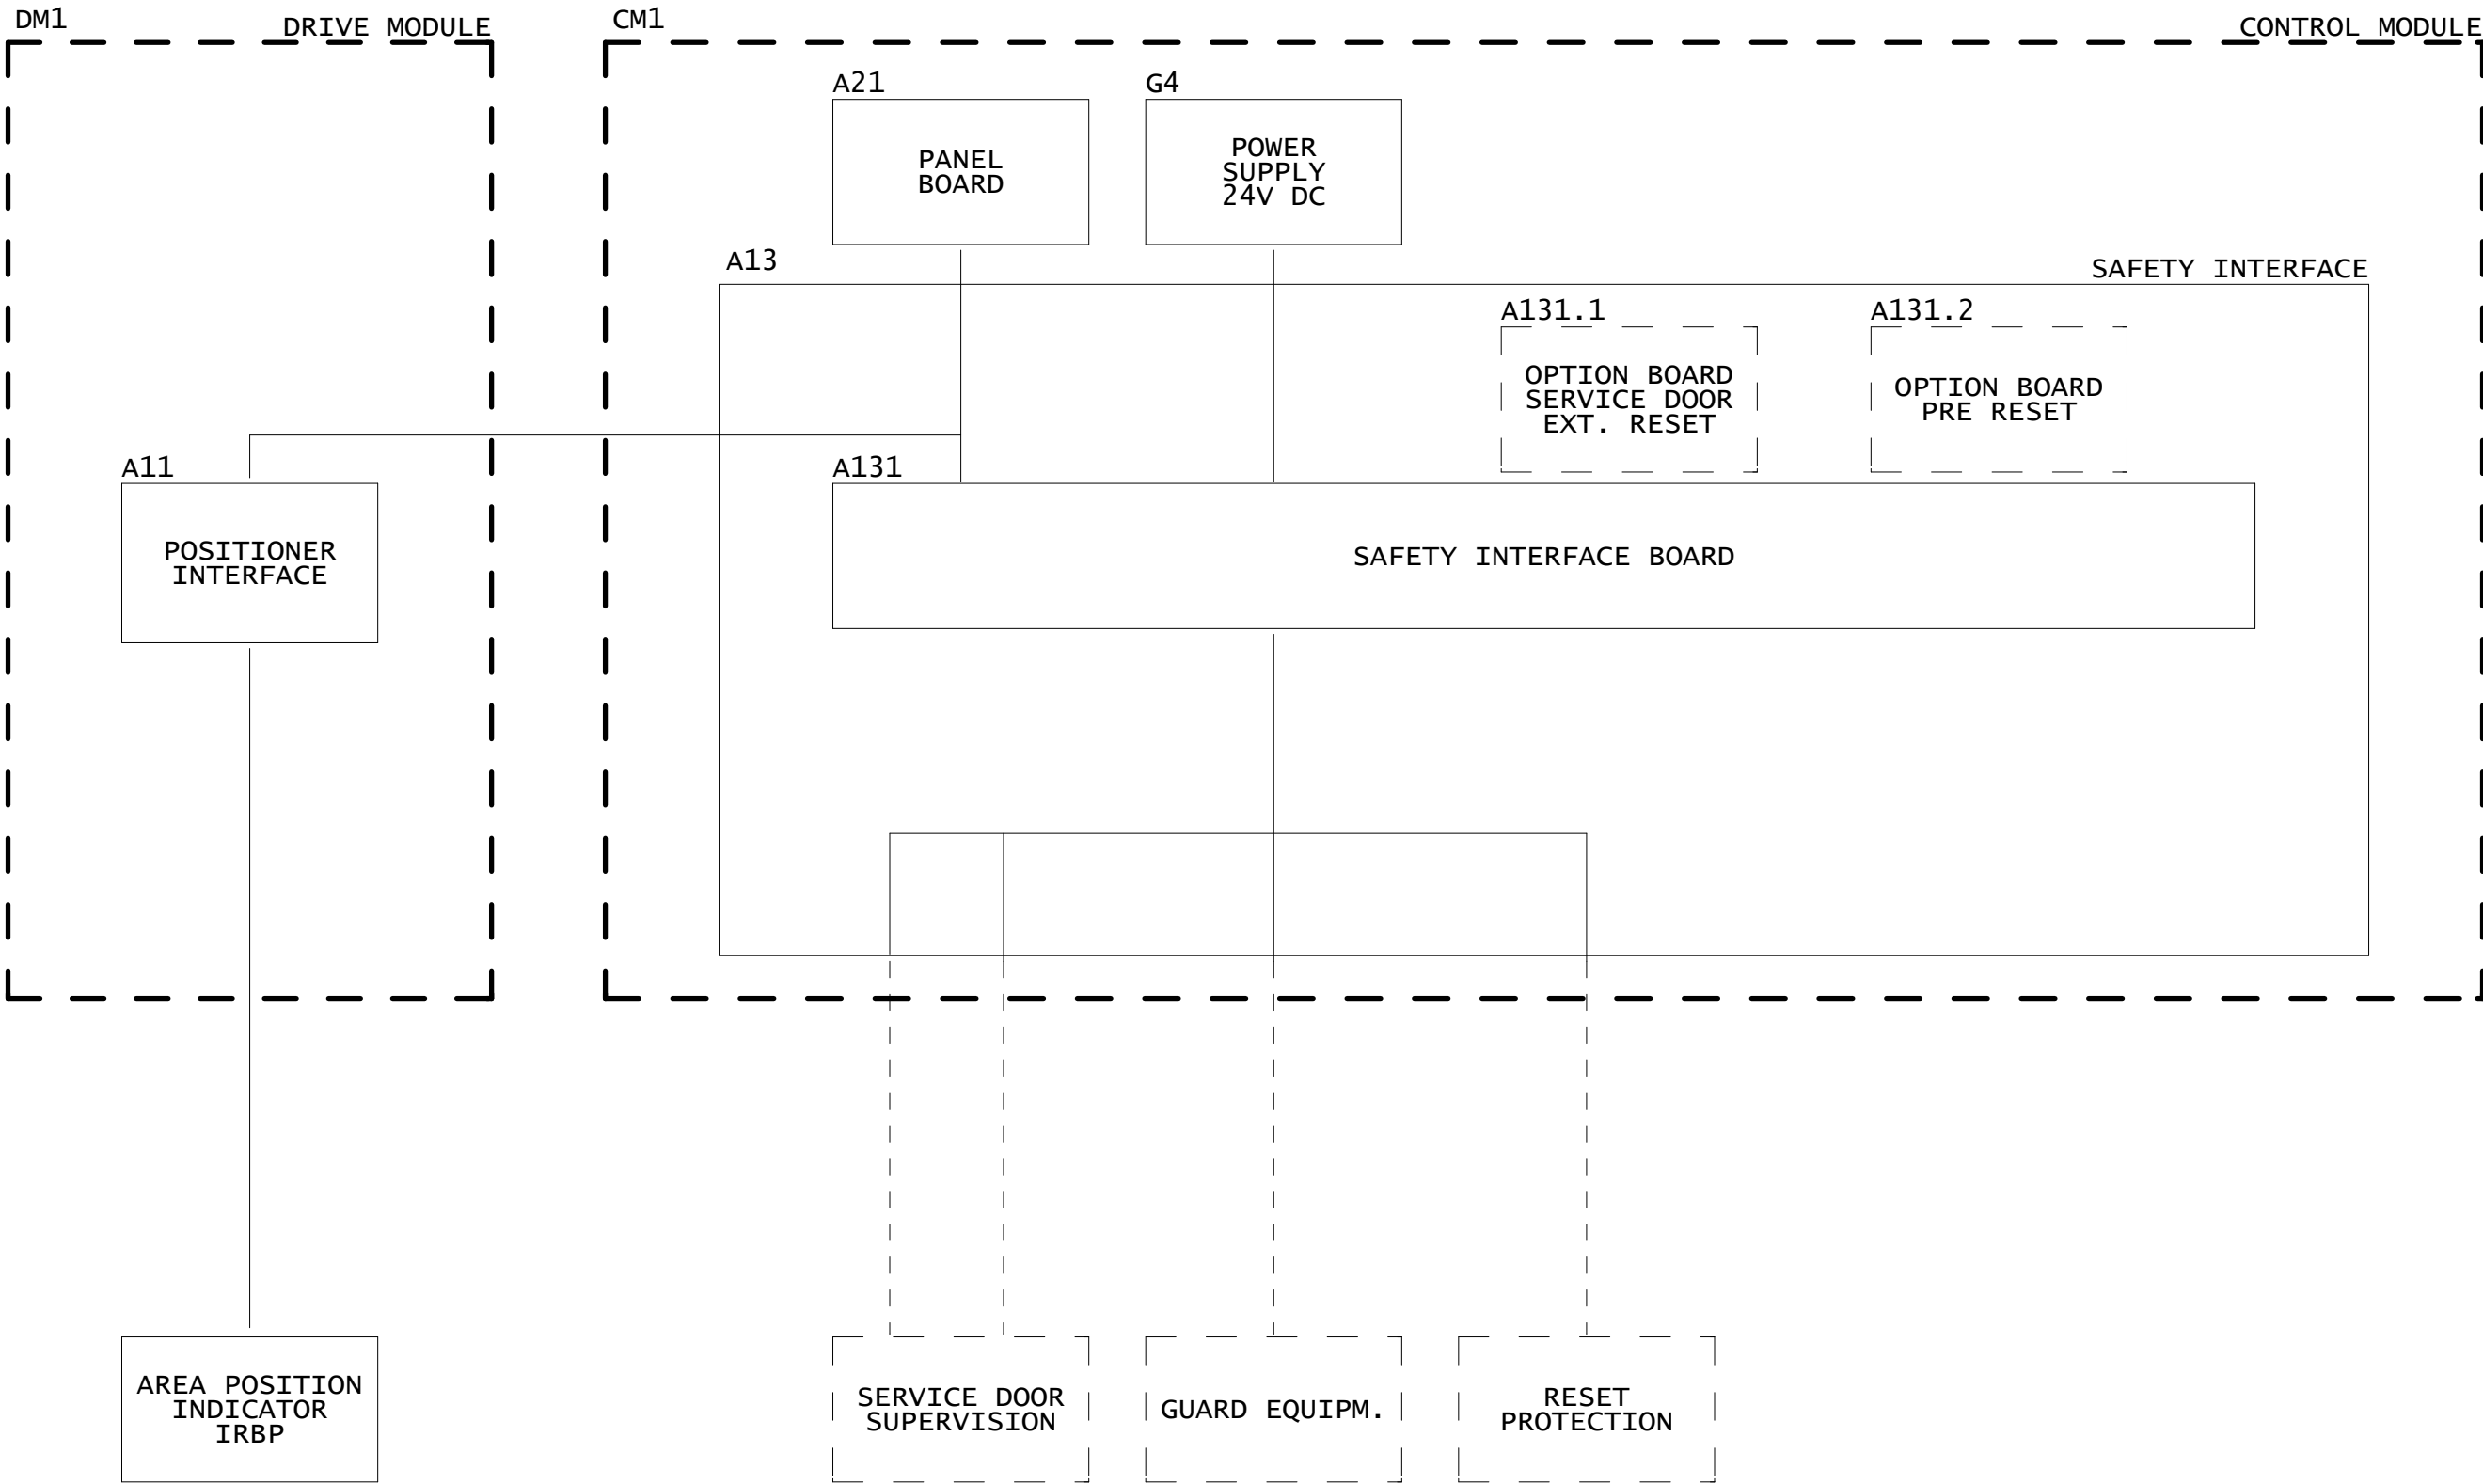 DM1
DRIVE MODULE
CM1
CONTROL MODULE
A21
PANEL
BOARD
G4
POWER
SUPPLY
24V DC
A13
SAFETY INTERFACE
A131.1
OPTION BOARD
SERVICE DOOR
EXT. RESET
A131.2
OPTION BOARD
PRE RESET
A11
POSITIONER
INTERFACE
A131
SAFETY INTERFACE BOARD
AREA POSITION
INDICATOR
IRBP
SERVICE DOOR
SUPERVISION
GUARD EQUIPM.
RESET
PROTECTION